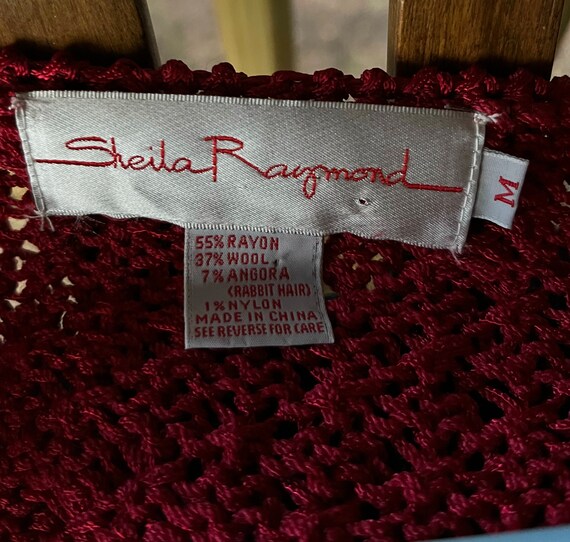 Sheila Raymond
M
55% RAYON
37% WOOL
7% ANGORA
(RABBIT HAIR)
1% NYLON
MADE IN CHINA
SEE REVERSE FOR CARE